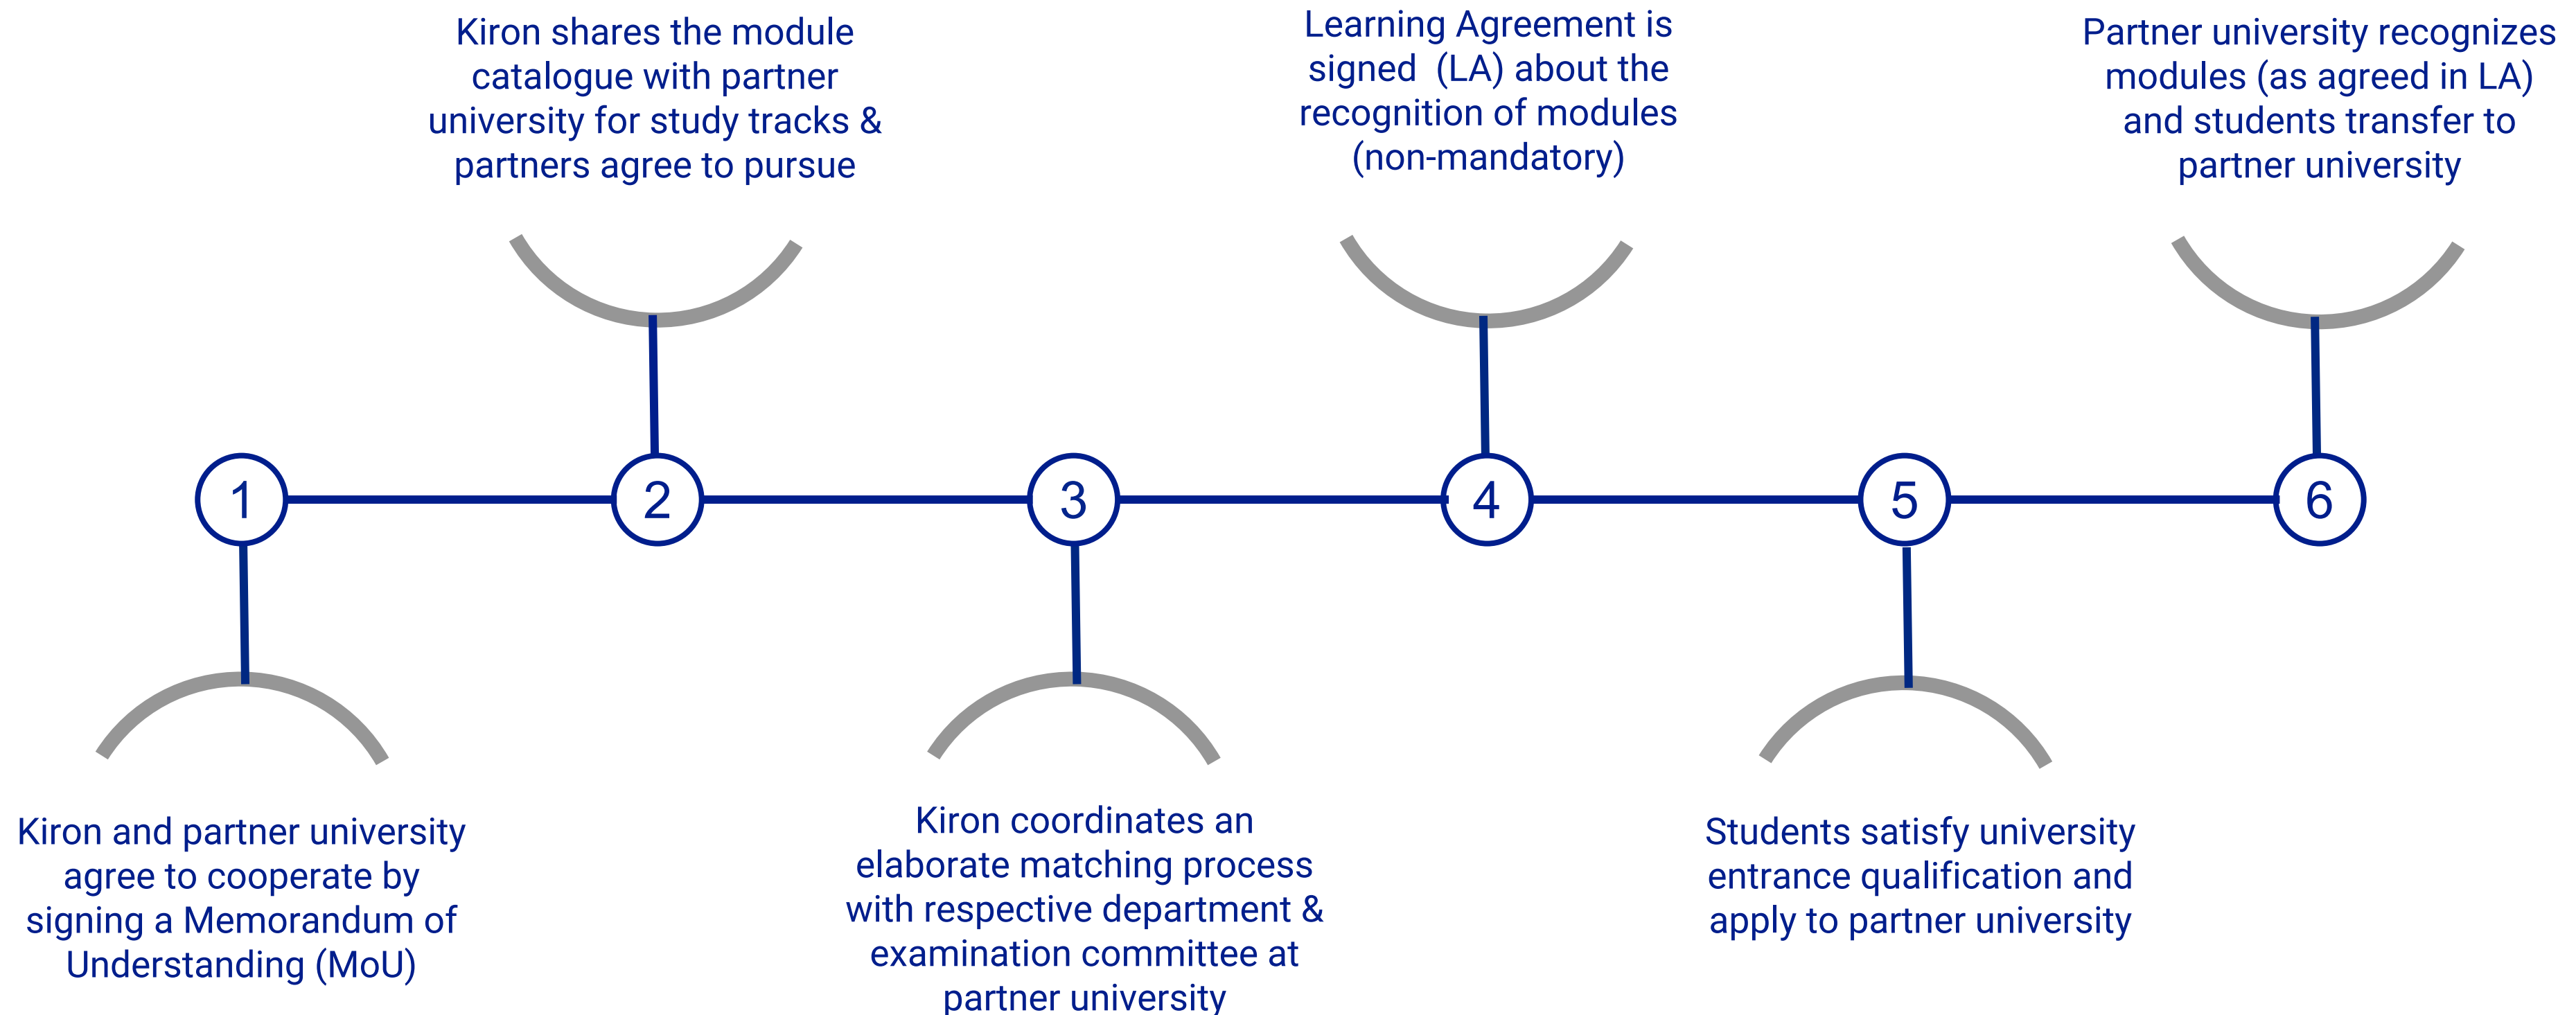 Kiron shares the module
catalogue with partner
university for study tracks &
partners agree to pursue
Learning Agreement is
signed  (LA) about the
recognition of modules
(non-mandatory)
Partner university recognizes
modules (as agreed in LA)
and students transfer to
partner university
1
2
3
4
5
6
Kiron and partner university
agree to cooperate by
signing a Memorandum of
Understanding (MoU)
Kiron coordinates an
elaborate matching process
with respective department &
examination committee at
partner university
Students satisfy university
entrance qualification and
apply to partner university